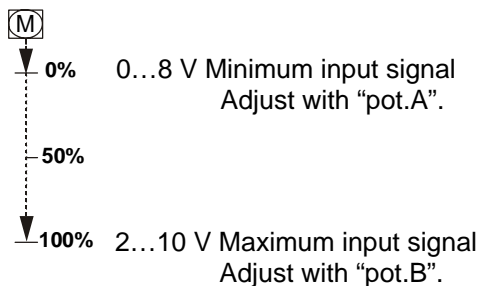 M
0% 0…8 V Minimum input signal
Adjust with “pot.A”.
50%
100% 2…10 V Maximum input signal
Adjust with “pot.B”.